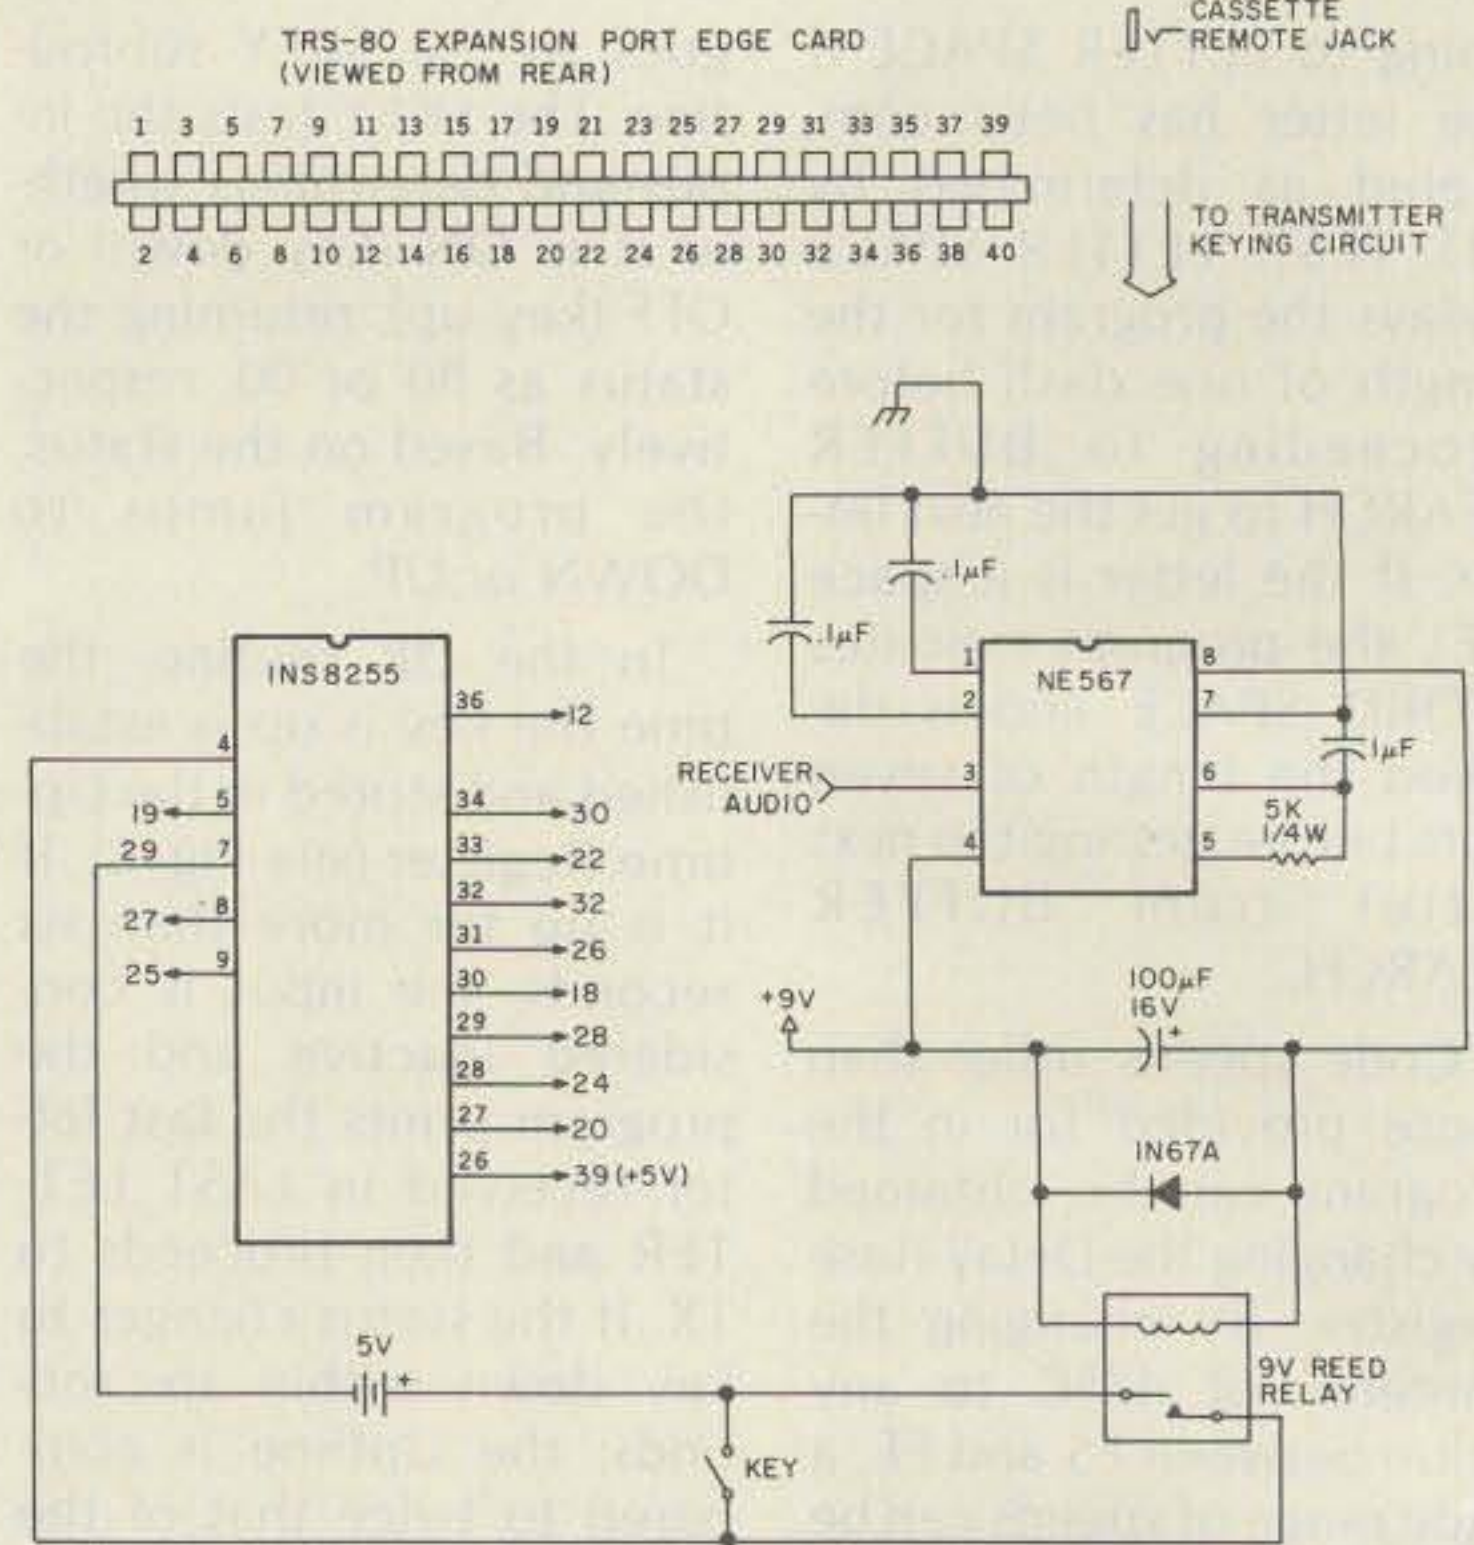 TRS-80 EXPANSION PORT EDGE CARD
(VIEWED FROM REAR)
1 3 5 7 9 11 13 15 17 19 21 23 25 27 29 31 33 35 37 39
2 4 6 8 10 12 14 16 18 20 22 24 26 28 30 32 34 36 38 40
CASSETTE
REMOTE JACK
TO TRANSMITTER
KEYING CIRCUIT
INS8255
4
19 5
29 7
27 8
25 9
36 12
34 30
33 22
32 32
31 26
30 18
29 28
28 24
27 20
26 39 (+5V)
.1µF
.1µF
NE567
1
2
3
4
8
7
6
5
RECEIVER
AUDIO
1µF
5K
1/4W
+9V
100µF
16V
+
IN67A
9V REED
RELAY
5V
+
KEY